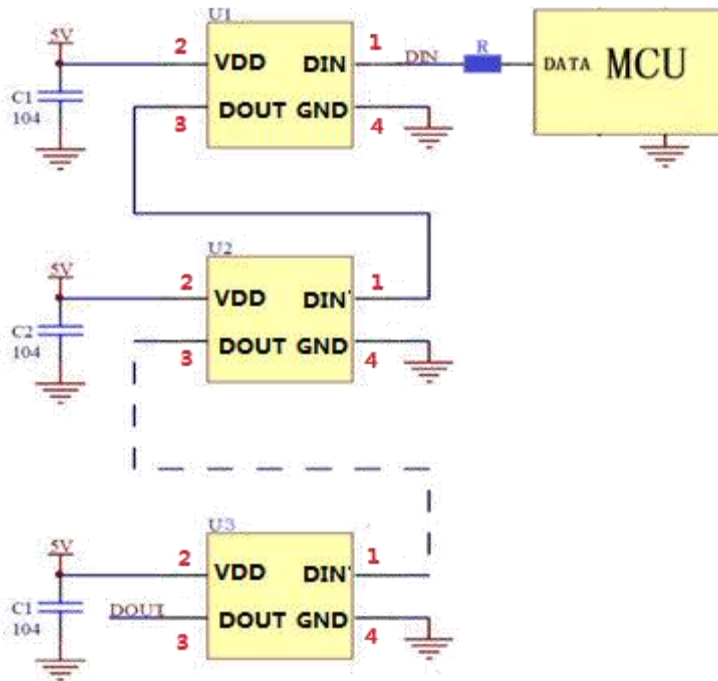 U1
5V
2
1
VDD
DIN
DIN
R
DATA
MCU
C1
104
DOUT
GND
3
4
U2
5V
2
1
VDD
DIN'
C2
104
DOUT
GND
3
4
U3
5V
2
1
VDD
DIN'
C1
104
DOUT
DOUT
GND
3
4